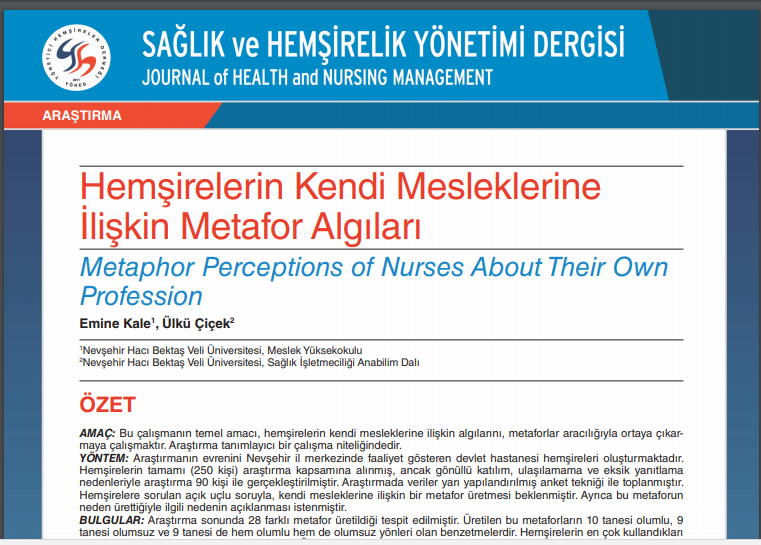 YÖNETİCİ HEMŞİRELER DERNEĞİ
2011
YÖHED
SAĞLIK ve HEMŞİRELİK YÖNETİMİ DERGİSİ
JOURNAL of HEALTH and NURSING MANAGEMENT
ARAŞTIRMA
Hemşirelerin Kendi Mesleklerine
İlişkin Metafor Algıları
Metaphor Perceptions of Nurses About Their Own
Profession
Emine Kale¹, Ülkü Çiçek²
¹Nevşehir Hacı Bektaş Veli Üniversitesi, Meslek Yüksekokulu
²Nevşehir Hacı Bektaş Veli Üniversitesi, Sağlık İşletmeciliği Anabilim Dalı
ÖZET
AMAÇ: Bu çalışmanın temel amacı, hemşirelerin kendi mesleklerine ilişkin algılarını, metaforlar aracılığıyla ortaya çıkar-
maya çalışmaktır. Araştırma tanımlayıcı bir çalışma niteliğindedir.
YÖNTEM: Araştırmanın evrenini Nevşehir il merkezinde faaliyet gösteren devlet hastanesi hemşireleri oluşturmaktadır.
Hemşirelerin tamamı (250 kişi) araştırma kapsamına alınmış, ancak gönüllü katılım, ulaşılamama ve eksik yanıtlama
nedenleriyle araştırma 90 kişi ile gerçekleştirilmiştir. Araştırmada veriler yarı yapılandırılmış anket tekniği ile toplanmıştır.
Hemşirelere sorulan açık uçlu soruyla, kendi mesleklerine ilişkin bir metafor üretmesi beklenmiştir. Ayrıca bu metaforun
neden ürettiğiyle ilgili nedenin açıklanması istenmiştir.
BULGULAR: Araştırma sonunda 28 farklı metafor üretildiği tespit edilmiştir. Üretilen bu metaforların 10 tanesi olumlu, 9
tanesi olumsuz ve 9 tanesi de hem olumlu hem de olumsuz yönleri olan benzetmelerdir. Hemşirelerin en çok kullandıkları